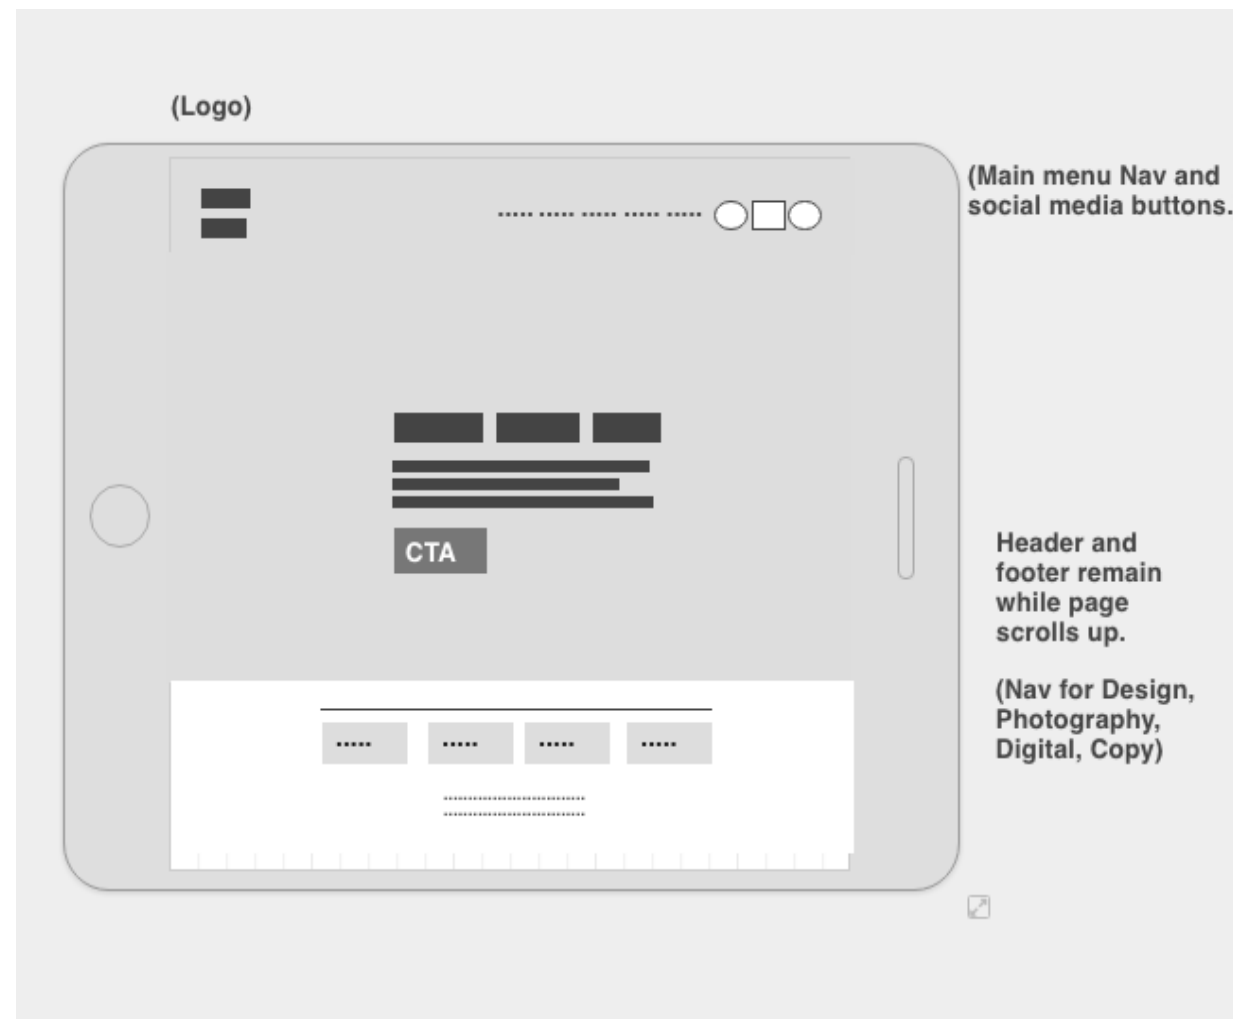 (Logo)
(Main menu Nav and
social media buttons.
CTA
Header and
footer remain
while page
scrolls up.
(Nav for Design,
Photography,
Digital, Copy)